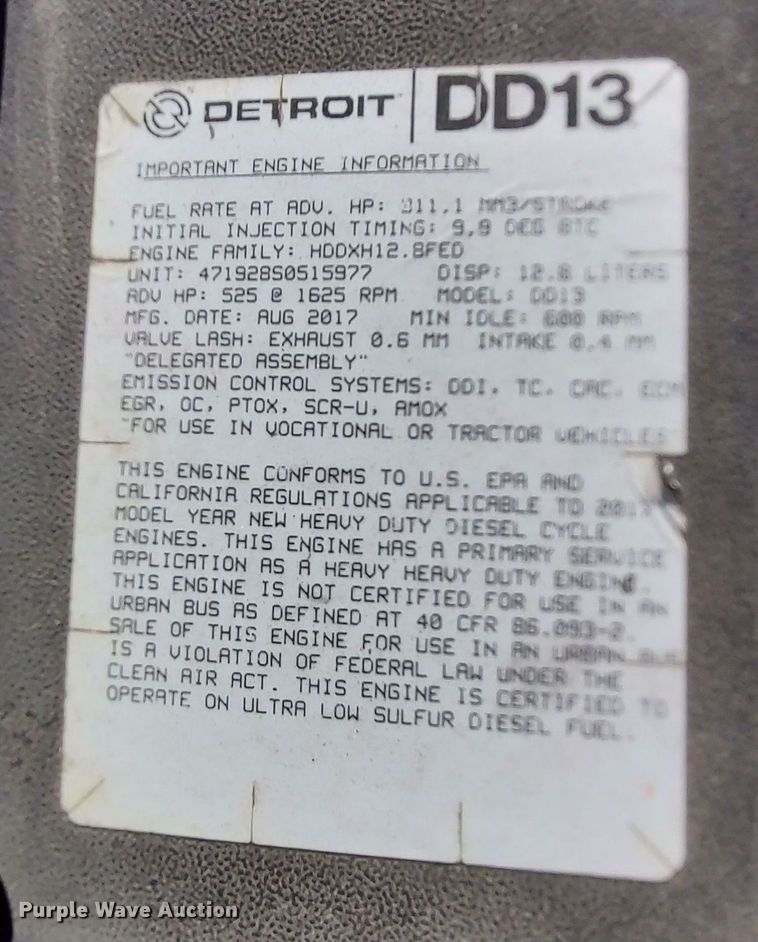 DETROIT DD13
IMPORTANT ENGINE INFORMATION
FUEL RATE AT ADV. HP: 311.1 MM3/STROKE
INITIAL INJECTION TIMING: 9.9 DEG BTC
ENGINE FAMILY: HDDXH12.8FED
UNIT: 471928S0515977 DISP: 12.8 LITERS
ADV HP: 525 @ 1625 RPM MODEL: DD13
MFG. DATE: AUG 2017 MIN IDLE: 600 RPM
VALVE LASH: EXHAUST 0.6 MM INTAKE 0.4 MM
"DELEGATED ASSEMBLY"
EMISSION CONTROL SYSTEMS: DDI, TC, CAC, ECM
EGR, OC, PTOX, SCR-U, AMOX
"FOR USE IN VOCATIONAL OR TRACTOR VEHICLES
THIS ENGINE CONFORMS TO U.S. EPA AND
CALIFORNIA REGULATIONS APPLICABLE TO 2017
MODEL YEAR NEW HEAVY DUTY DIESEL CYCLE
ENGINES. THIS ENGINE HAS A PRIMARY SERVICE
APPLICATION AS A HEAVY HEAVY DUTY ENGINE.
THIS ENGINE IS NOT CERTIFIED FOR USE IN AN
URBAN BUS AS DEFINED AT 40 CFR 86.093-2.
SALE OF THIS ENGINE FOR USE IN AN URBAN BUS
IS A VIOLATION OF FEDERAL LAW UNDER THE
CLEAN AIR ACT. THIS ENGINE IS CERTIFIED TO
OPERATE ON ULTRA LOW SULFUR DIESEL FUEL.
Purple Wave Auction